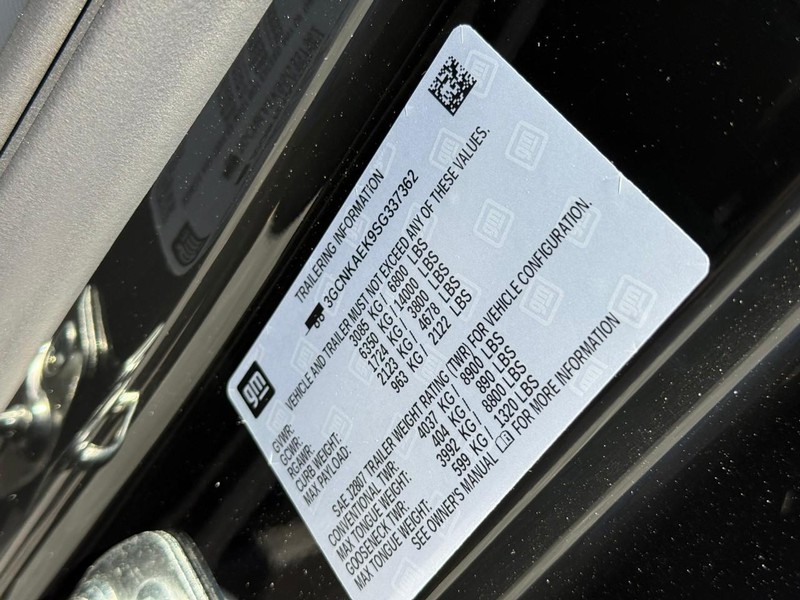 gm
TRAILERING INFORMATION
3GCNKAEK9SG337362
VEHICLE AND TRAILER MUST NOT EXCEED ANY OF THESE VALUES.
GVWR: 3085 KG / 6800 LBS
GCWR: 6350 KG / 14000 LBS
RGAWR: 1724 KG / 3800 LBS
CURB WEIGHT: 2123 KG / 4678 LBS
MAX PAYLOAD: 963 KG / 2122 LBS
SAE J2807 TRAILER WEIGHT RATING (TWR) FOR VEHICLE CONFIGURATION.
CONVENTIONAL TWR: 4037 KG / 8900 LBS
MAX TONGUE WEIGHT: 404 KG / 890 LBS
GOOSENECK TWR: 3992 KG / 8800 LBS
MAX TONGUE WEIGHT: 599 KG / 1320 LBS
SEE OWNER'S MANUAL FOR MORE INFORMATION